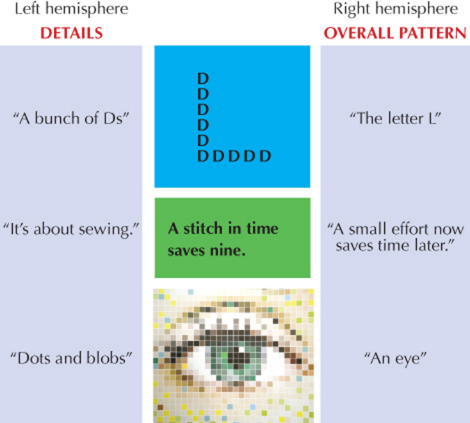 Left hemisphere
DETAILS
Right hemisphere
OVERALL PATTERN
“A bunch of Ds”
D
D
D
D
D
DDDDD
“The letter L”
“It’s about sewing.”
A stitch in time
saves nine.
“A small effort now
saves time later.”
“Dots and blobs”
“An eye”